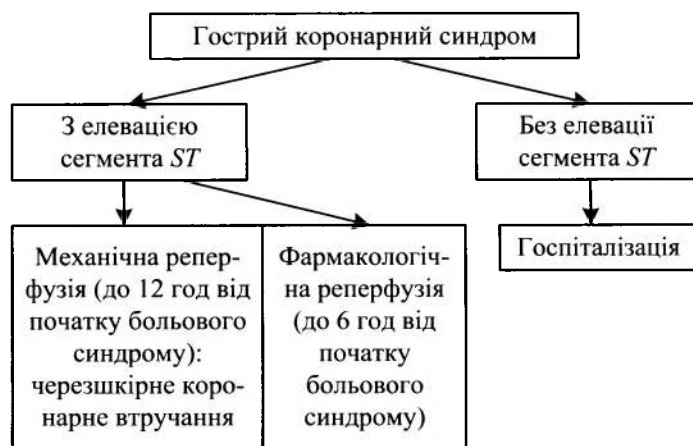 Гострий коронарний синдром
З елевацією
сегмента ST
Без елевації
сегмента ST
Механічна репер-
фузія (до 12 год від
початку больового
синдрому):
черезшкірне коро-
нарне втручання
Фармакологіч-
на реперфузія
(до 6 год від
початку
больового
синдрому)
Госпіталізація